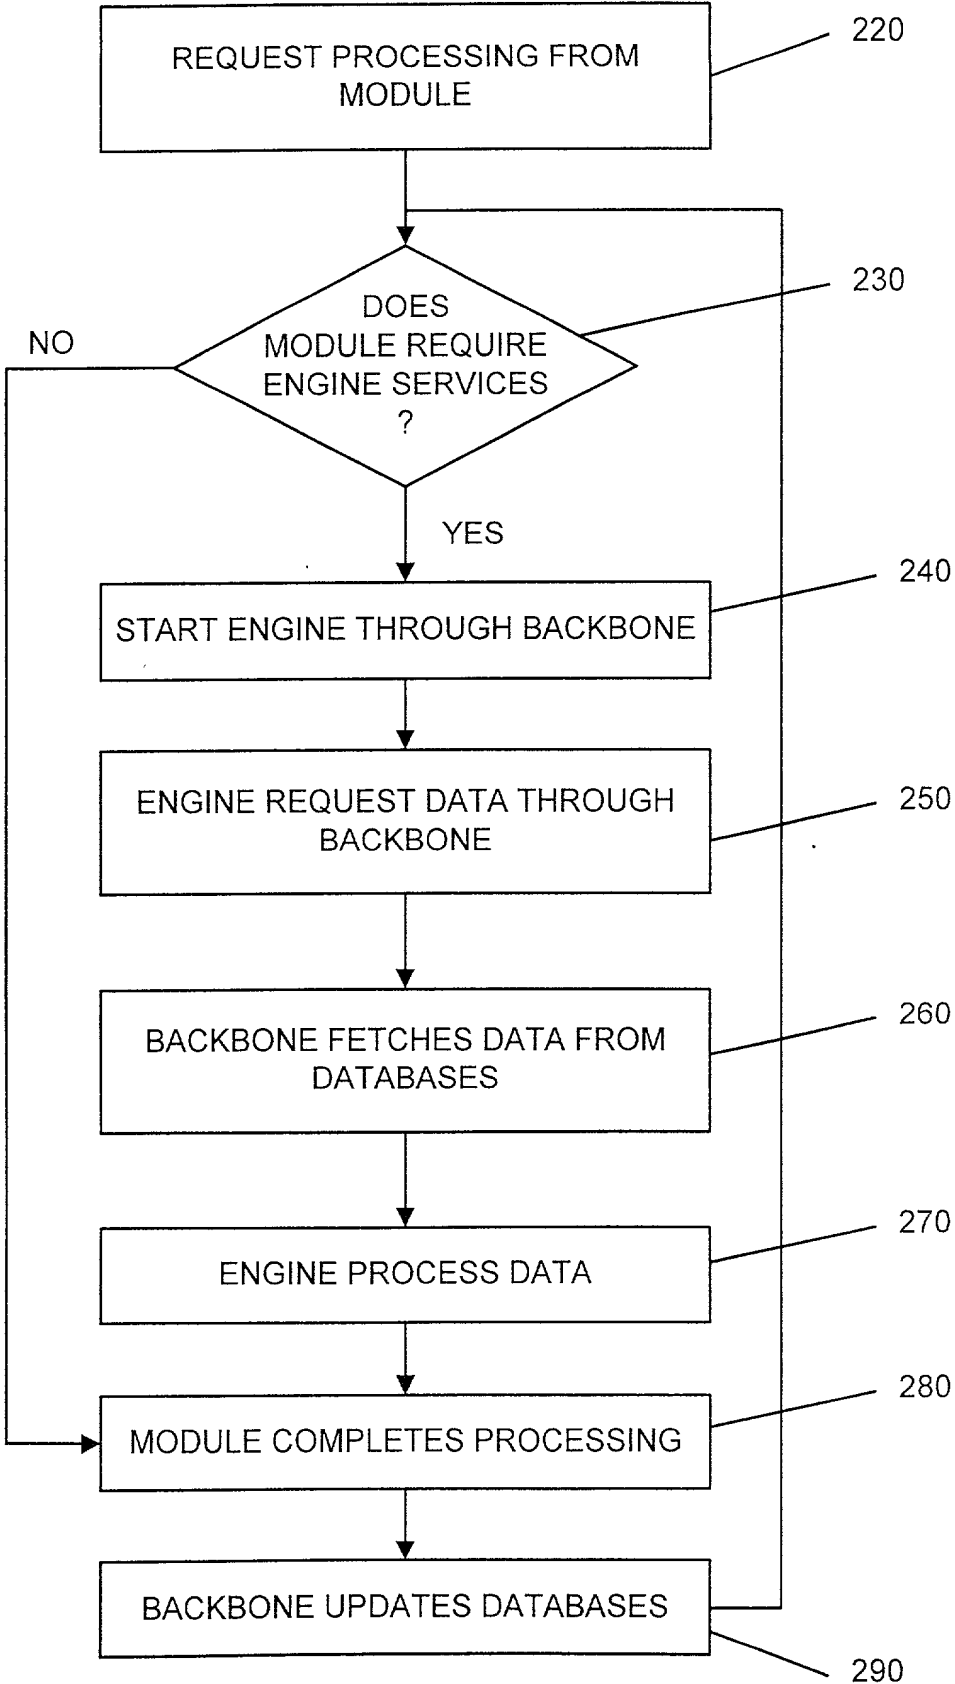 220
REQUEST PROCESSING FROM
MODULE
230
DOES
MODULE REQUIRE
ENGINE SERVICES
?
NO
YES
240
START ENGINE THROUGH BACKBONE
250
ENGINE REQUEST DATA THROUGH
BACKBONE
260
BACKBONE FETCHES DATA FROM
DATABASES
270
ENGINE PROCESS DATA
280
MODULE COMPLETES PROCESSING
BACKBONE UPDATES DATABASES
290